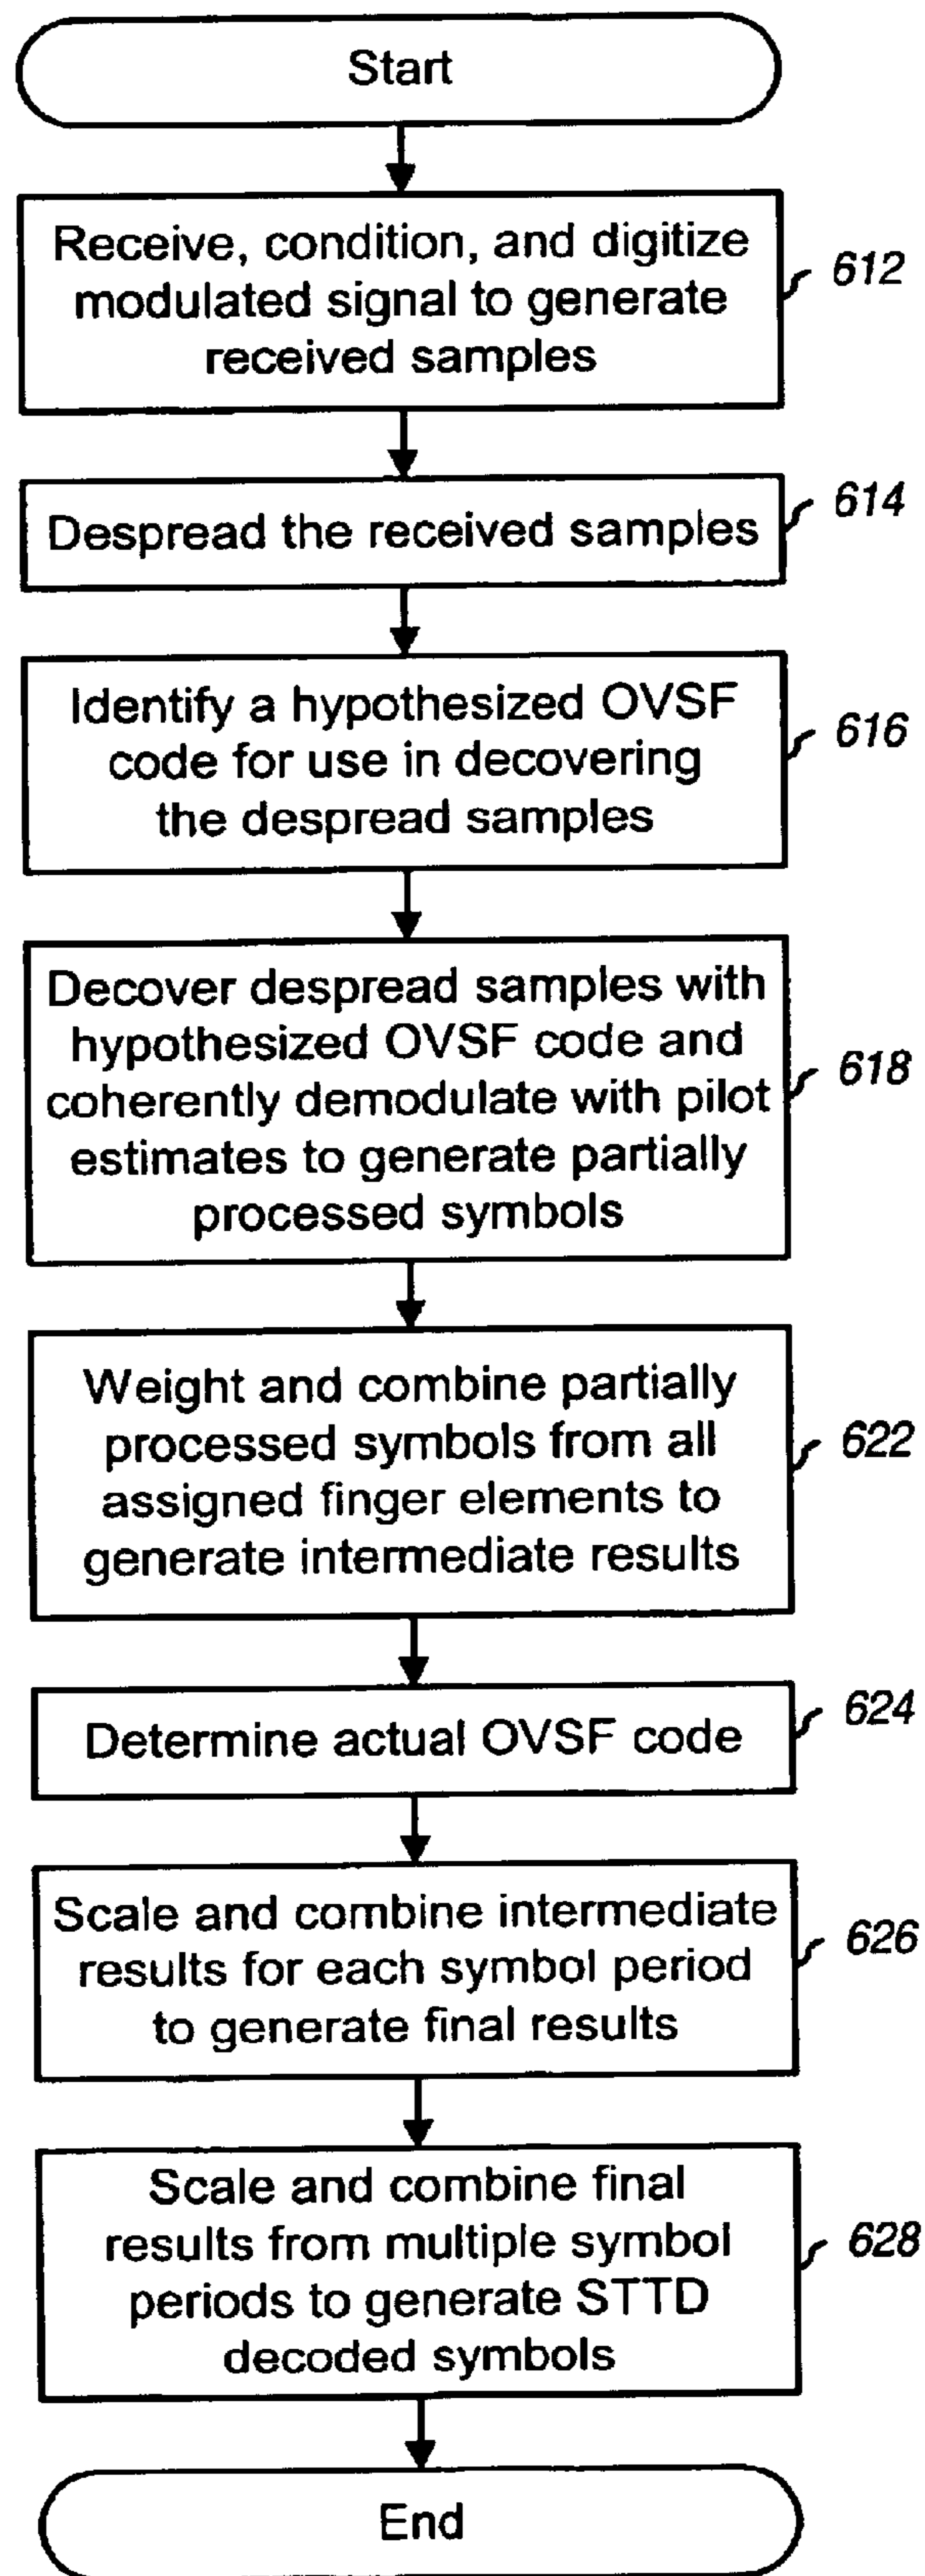 Start
Receive, condition, and digitize
modulated signal to generate
received samples
612
Despread the received samples
614
Identify a hypothesized OVSF
code for use in decovering
the despread samples
616
Decover despread samples with
hypothesized OVSF code and
coherently demodulate with pilot
estimates to generate partially
processed symbols
618
Weight and combine partially
processed symbols from all
assigned finger elements to
generate intermediate results
622
Determine actual OVSF code
624
Scale and combine intermediate
results for each symbol period
to generate final results
626
Scale and combine final
results from multiple symbol
periods to generate STTD
decoded symbols
628
End